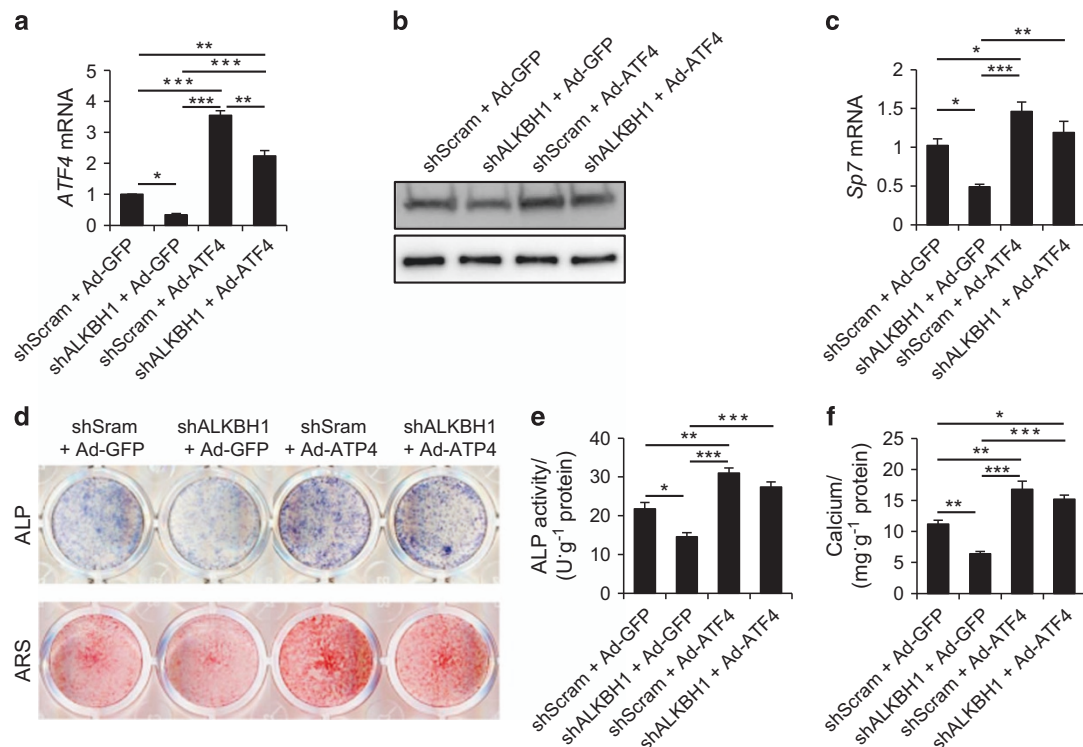 a
**
***
***
***
**
*
ATF4 mRNA
5
4
3
2
1
0
shScram + Ad-GFP
shALKBH1 + Ad-GFP
shScram + Ad-ATF4
shALKBH1 + Ad-ATF4
b
shScram + Ad-GFP
shALKBH1 + Ad-GFP
shScram + Ad-ATF4
shALKBH1 + Ad-ATF4
c
**
*
***
*
Sp7 mRNA
2
1.5
1
0.5
0
shScram + Ad-GFP
shALKBH1 + Ad-GFP
shScram + Ad-ATF4
shALKBH1 + Ad-ATF4
d
shSram
+ Ad-GFP
shALKBH1
+ Ad-GFP
shSram
+ Ad-ATP4
shALKBH1
+ Ad-ATP4
ALP
ARS
e
***
**
***
*
ALP activity/
(U·g⁻¹ protein)
40
30
20
10
0
shScram + Ad-GFP
shALKBH1 + Ad-GFP
shScram + Ad-ATF4
shALKBH1 + Ad-ATF4
f
*
***
**
***
**
Calcium/
(mg·g⁻¹ protein)
25
20
15
10
5
0
shScram + Ad-GFP
shALKBH1 + Ad-GFP
shScram + Ad-ATF4
shALKBH1 + Ad-ATF4